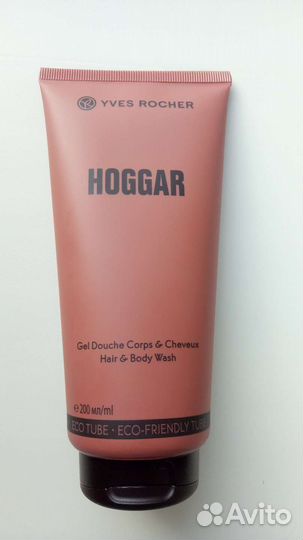 YVES ROCHER
HOGGAR
Gel Douche Corps & Cheveux
Hair & Body Wash
℮ 200 мл/ml
ECO TUBE · ECO-FRIENDLY TUBE
Avito